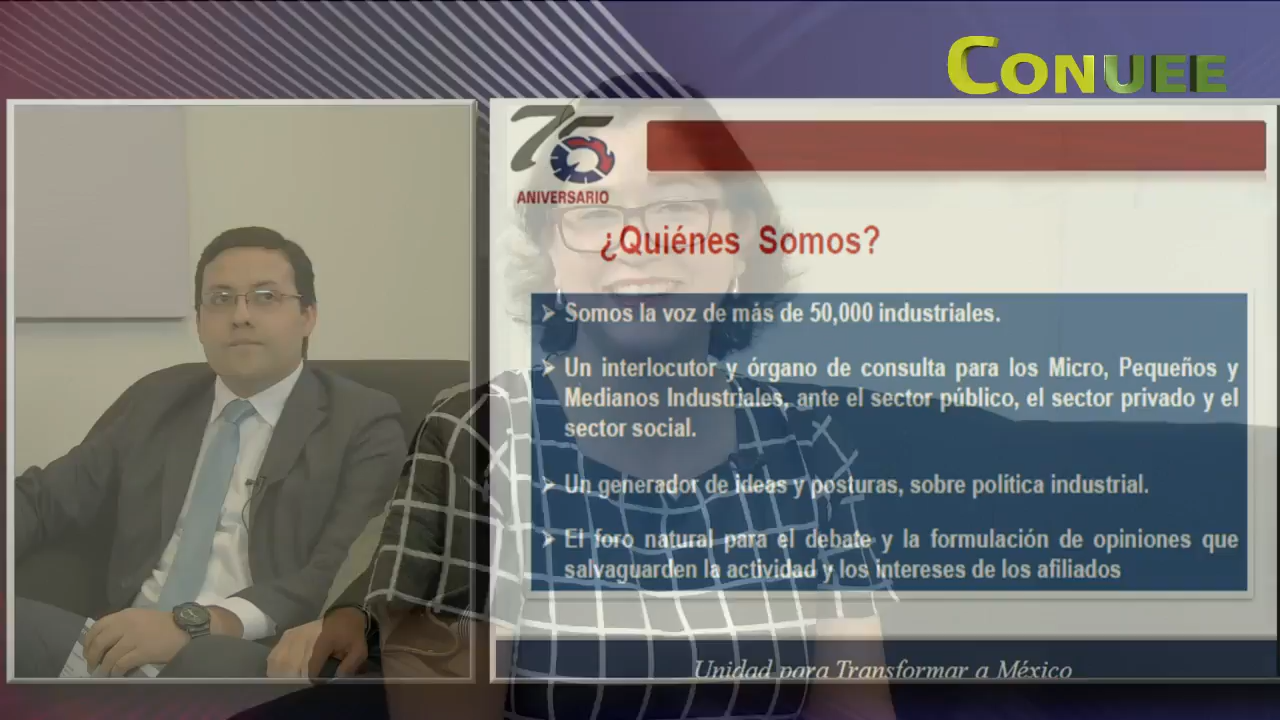 CONUEE
75
ANIVERSARIO
¿Quiénes Somos?
➢ Somos la voz de más de 50,000 industriales.
➢ Un interlocutor y órgano de consulta para los Micro, Pequeños y
Medianos Industriales, ante el sector público, el sector privado y el
sector social.
➢ Un generador de ideas y posturas, sobre política industrial.
➢ El foro natural para el debate y la formulación de opiniones que
salvaguarden la actividad y los intereses de los afiliados
Unidad para Transformar a México